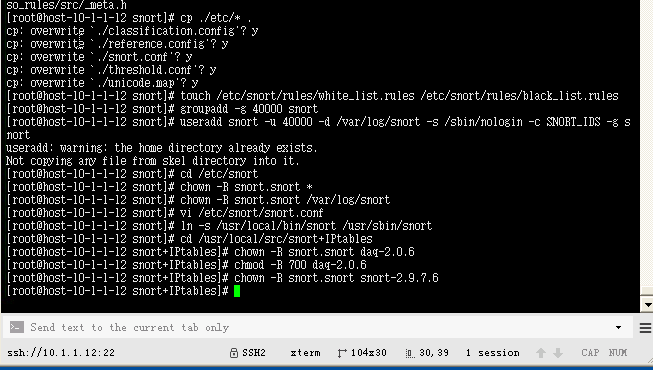 so_rules/src/_meta.h
[root@host-10-1-1-12 snort]# cp ./etc/* .
cp: overwrite `./classification.config'? y
cp: overwrite `./reference.config'? y
cp: overwrite `./snort.conf'? y
cp: overwrite `./threshold.conf'? y
cp: overwrite `./unicode.map'? y
[root@host-10-1-1-12 snort]# touch /etc/snort/rules/white_list.rules /etc/snort/rules/black_list.rules
[root@host-10-1-1-12 snort]# groupadd -g 40000 snort
[root@host-10-1-1-12 snort]# useradd snort -u 40000 -d /var/log/snort -s /sbin/nologin -c SNORT_IDS -g s
nort
useradd: warning: the home directory already exists.
Not copying any file from skel directory into it.
[root@host-10-1-1-12 snort]# cd /etc/snort
[root@host-10-1-1-12 snort]# chown -R snort.snort *
[root@host-10-1-1-12 snort]# chown -R snort.snort /var/log/snort
[root@host-10-1-1-12 snort]# vi /etc/snort/snort.conf
[root@host-10-1-1-12 snort]# ln -s /usr/local/bin/snort /usr/sbin/snort
[root@host-10-1-1-12 snort]# cd /usr/local/src/snort+IPtables
[root@host-10-1-1-12 snort+IPtables]# chown -R snort.snort daq-2.0.6
[root@host-10-1-1-12 snort+IPtables]# chmod -R 700 daq-2.0.6
[root@host-10-1-1-12 snort+IPtables]# chown -R snort.snort snort-2.9.7.6
[root@host-10-1-1-12 snort+IPtables]#
Send text to the current tab only
ssh://10.1.1.12:22 SSH2 xterm 104x30 30,39 1 session CAP NUM